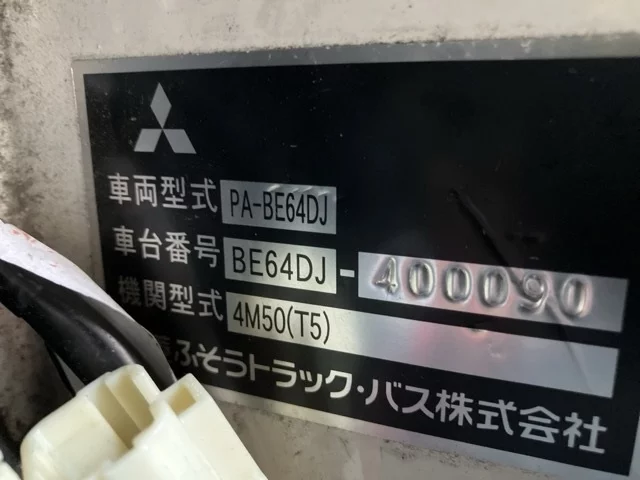 車両型式 PA-BE64DJ
車台番号 BE64DJ-400090
機関型式 4M50(T5)
ふそうトラック・バス株式会社